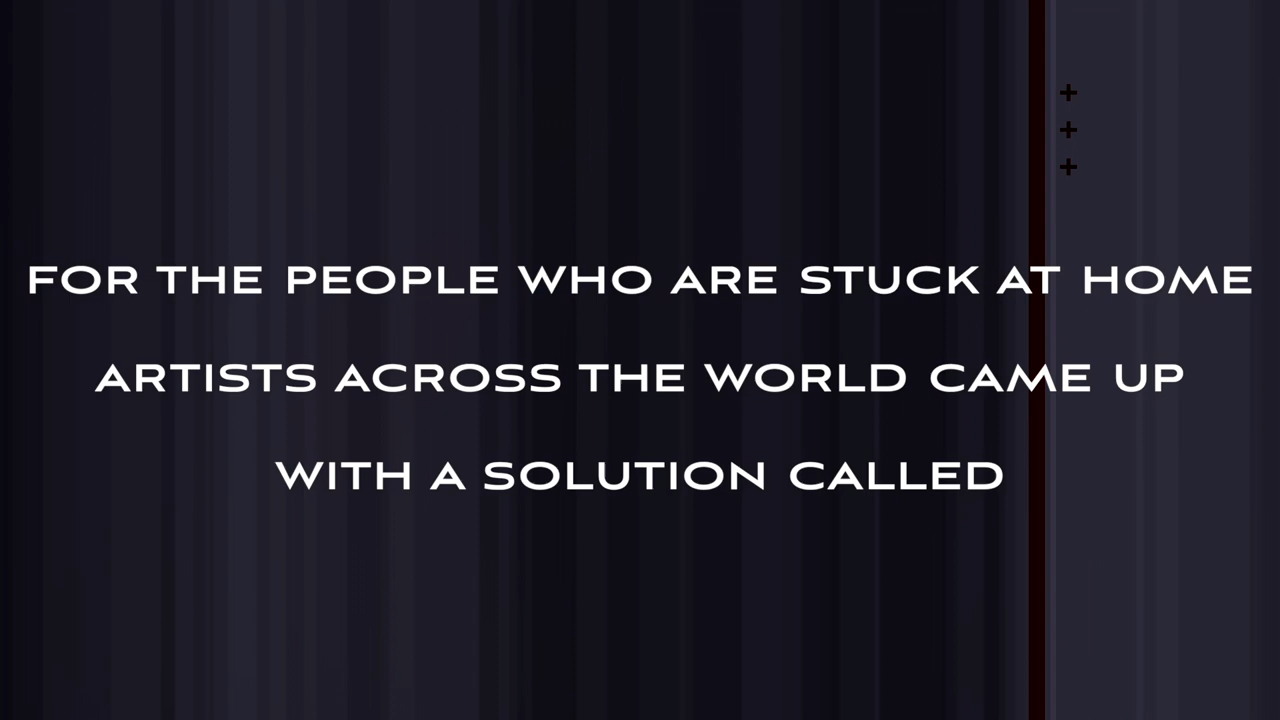 FOR THE PEOPLE WHO ARE STUCK AT HOME
ARTISTS ACROSS THE WORLD CAME UP
WITH A SOLUTION CALLED